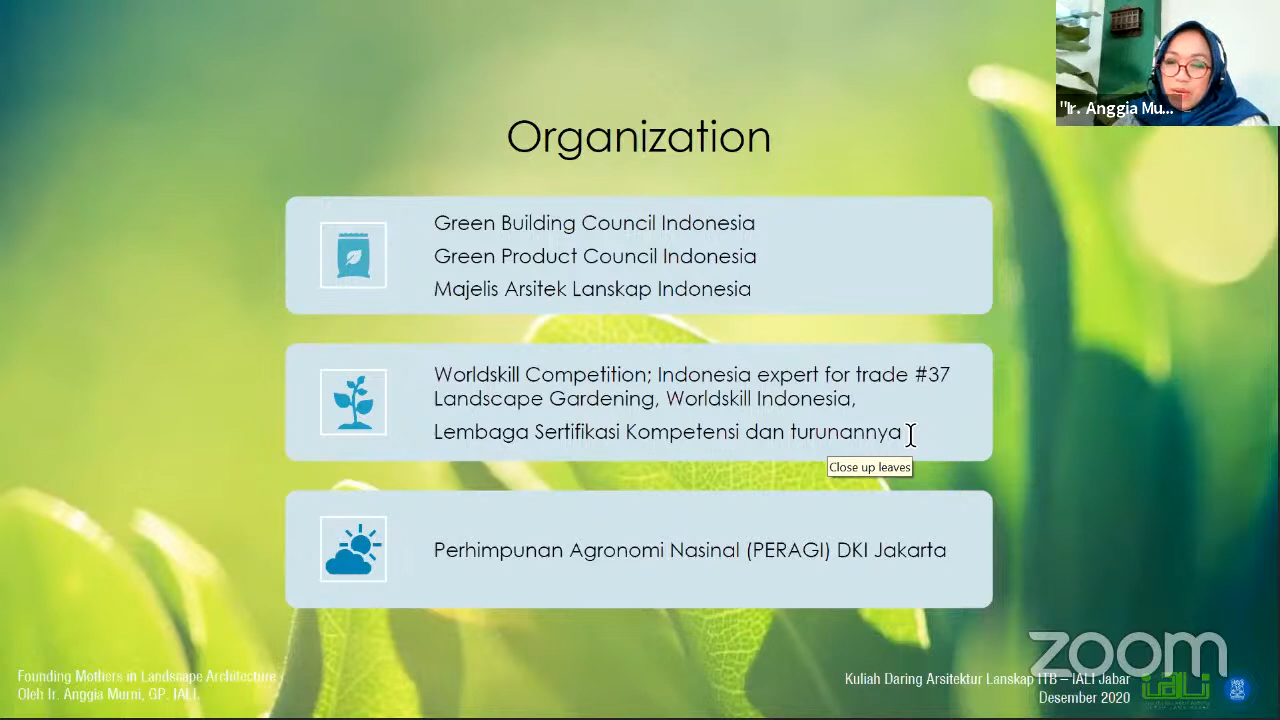 "Ir. Anggia Mu...
Organization
Green Building Council Indonesia
Green Product Council Indonesia
Majelis Arsitek Lanskap Indonesia
Worldskill Competition; Indonesia expert for trade #37
Landscape Gardening, Worldskill Indonesia,
Lembaga Sertifikasi Kompetensi dan turunannya
Close up leaves
Perhimpunan Agronomi Nasinal (PERAGI) DKI Jakarta
zoom
Founding Mothers in Landscape Architecture
Oleh Ir. Anggia Murni, GP. IALI.
Kuliah Daring Arsitektur Lanskap ITB – IALI Jabar
Desember 2020
iali